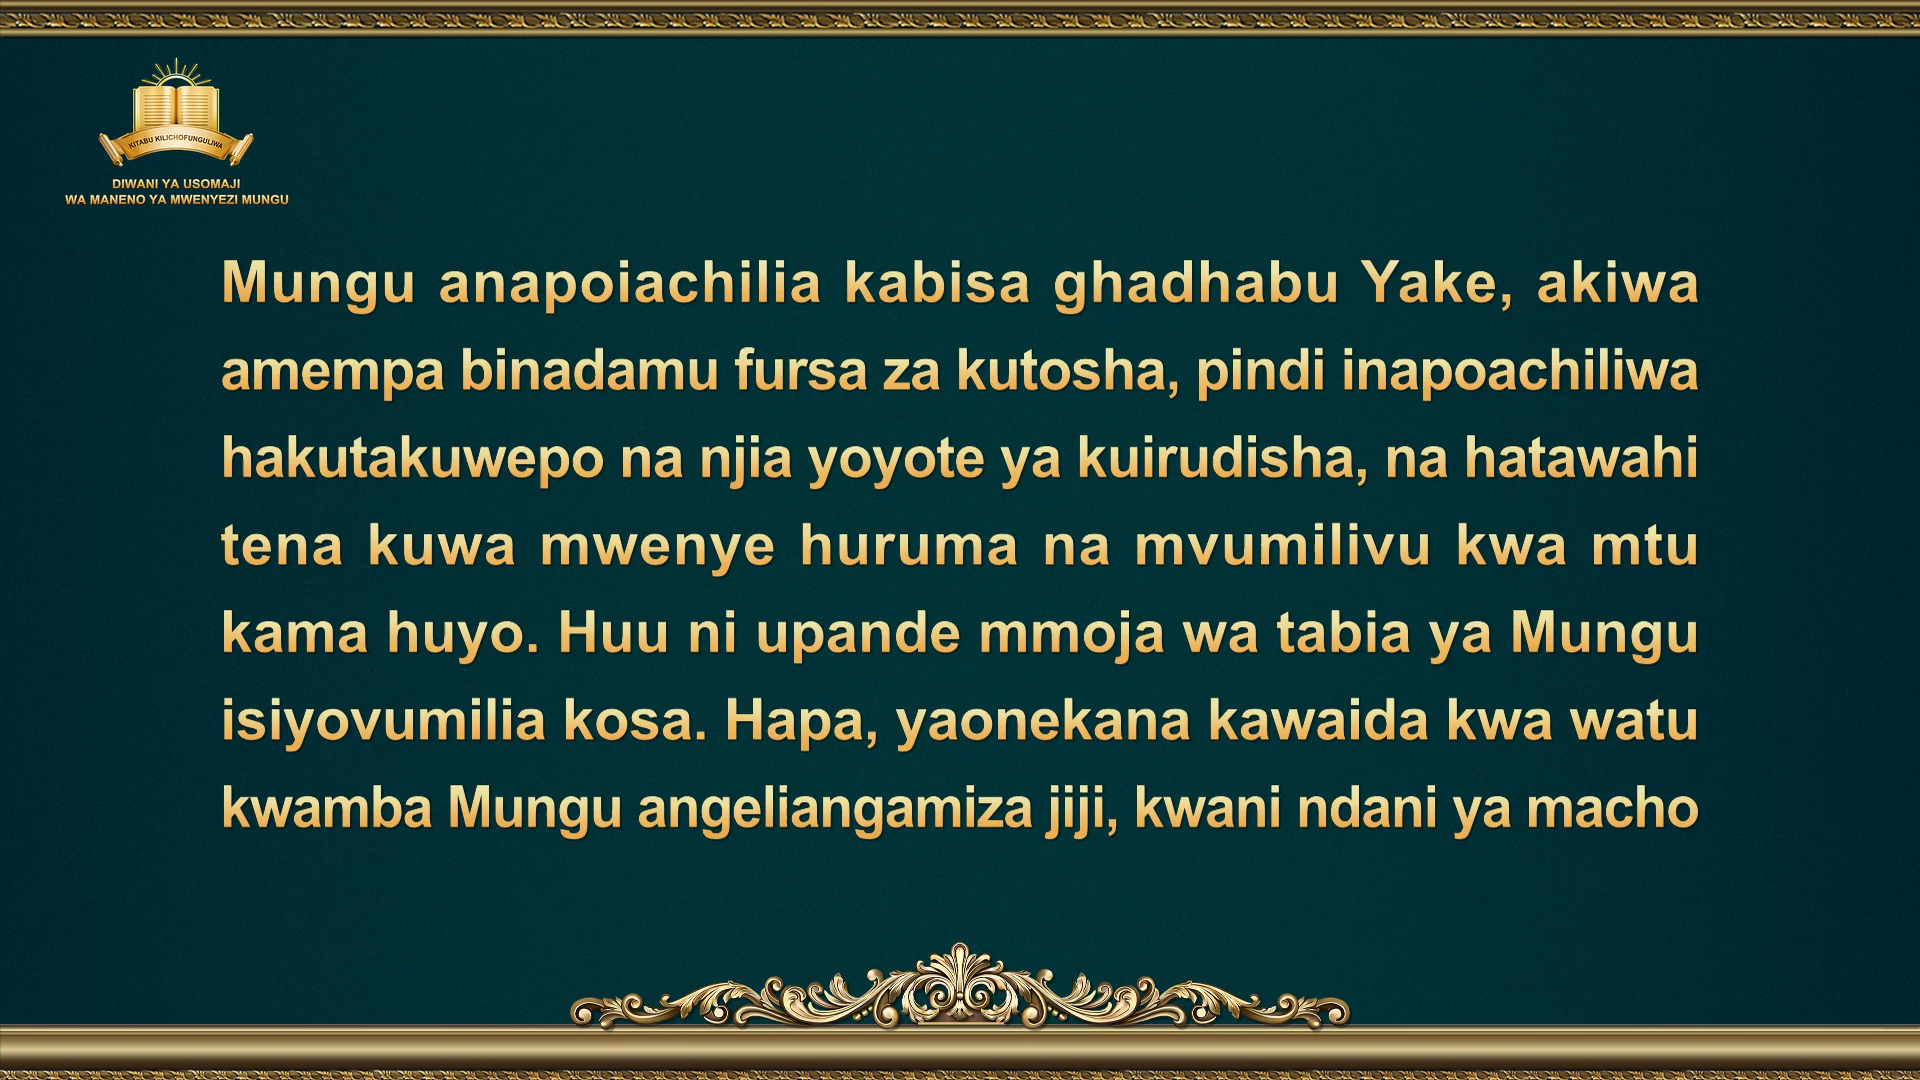 KITABU KILICHOFUNGULIWA
DIWANI YA USOMAJI
WA MANENO YA MWENYEZI MUNGU
Mungu anapoiachilia kabisa ghadhabu Yake, akiwa
amempa binadamu fursa za kutosha, pindi inapoachiliwa
hakutakuwepo na njia yoyote ya kuirudisha, na hatawahi
tena kuwa mwenye huruma na mvumilivu kwa mtu
kama huyo. Huu ni upande mmoja wa tabia ya Mungu
isiyovumilia kosa. Hapa, yaonekana kawaida kwa watu
kwamba Mungu angeliangamiza jiji, kwani ndani ya macho